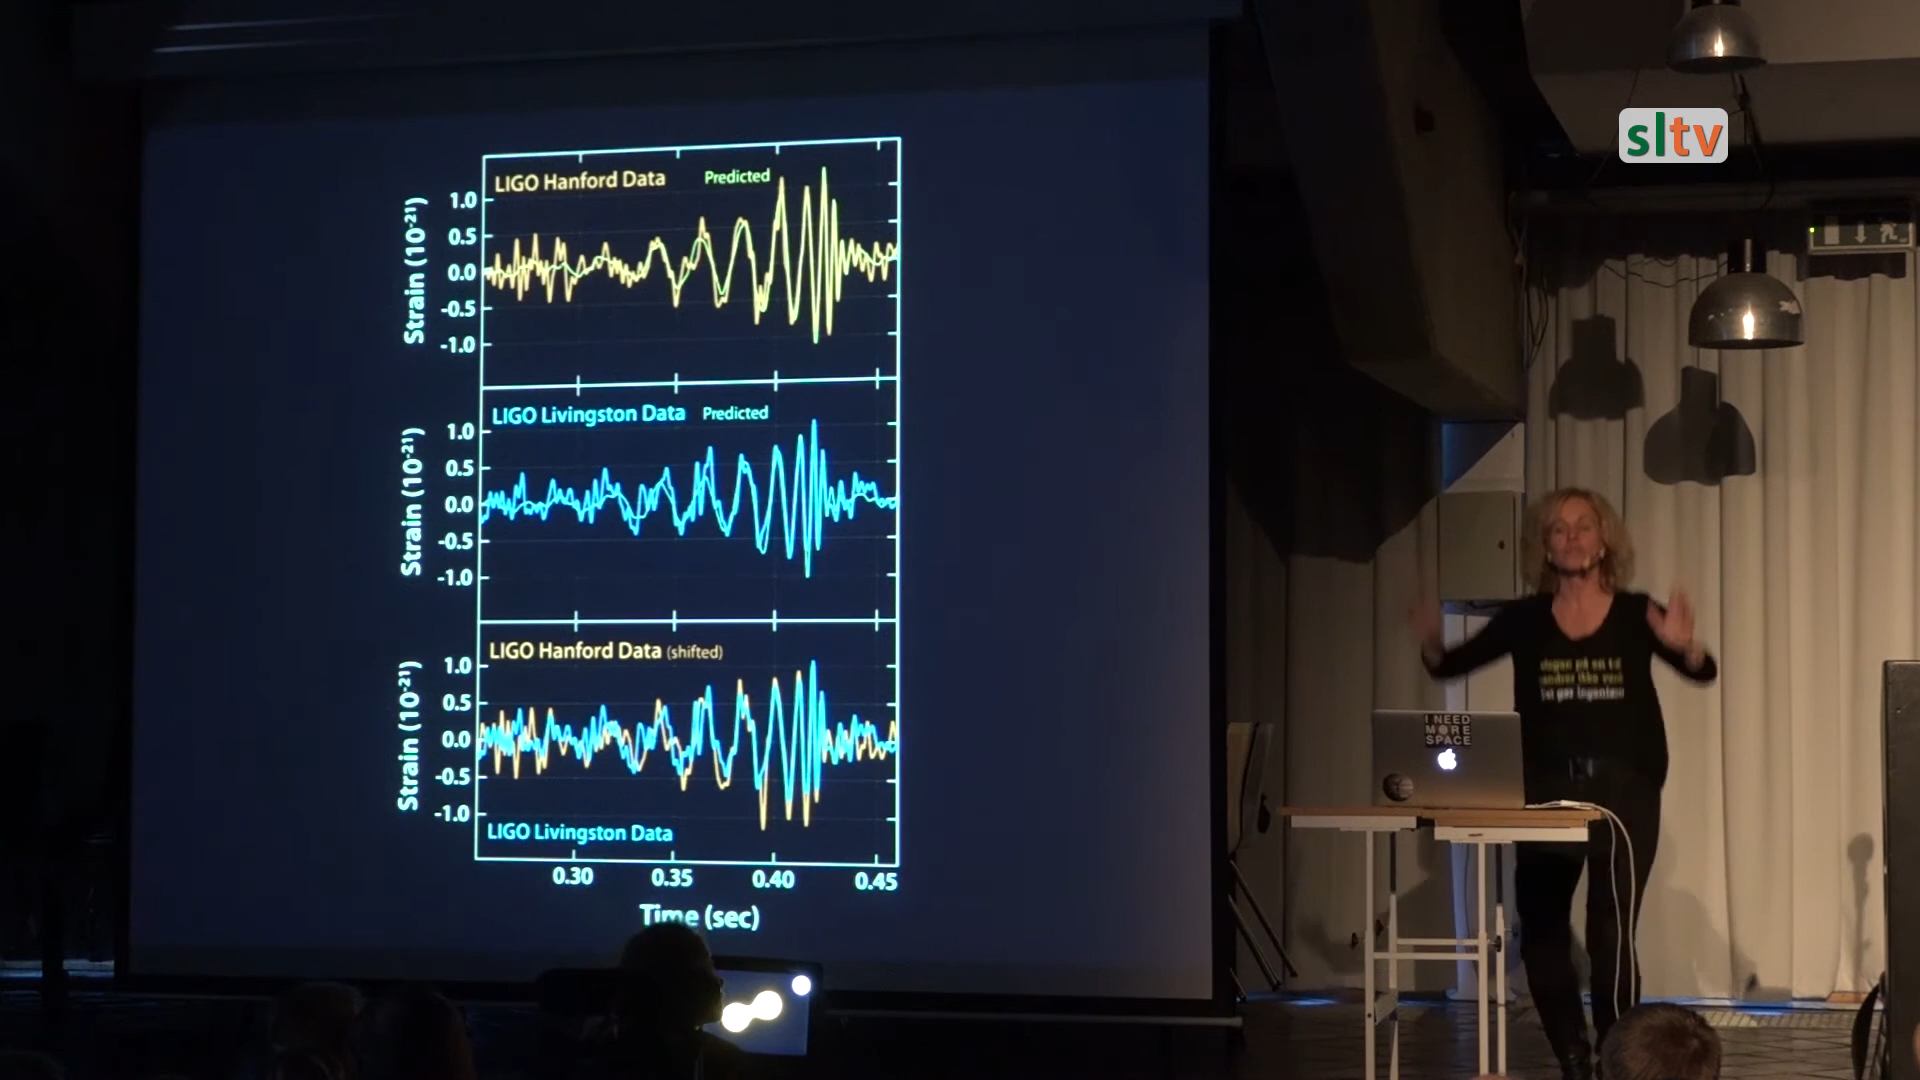 sltv
LIGO Hanford Data
Predicted
Strain (10-21)
1.0
0.5
0.0
-0.5
-1.0
LIGO Livingston Data
Predicted
Strain (10-21)
1.0
0.5
0.0
-0.5
-1.0
LIGO Hanford Data (shifted)
Strain (10-21)
1.0
0.5
0.0
-0.5
-1.0
LIGO Livingston Data
0.30 0.35 0.40 0.45
Time (sec)
I NEED
MORE
SPACE